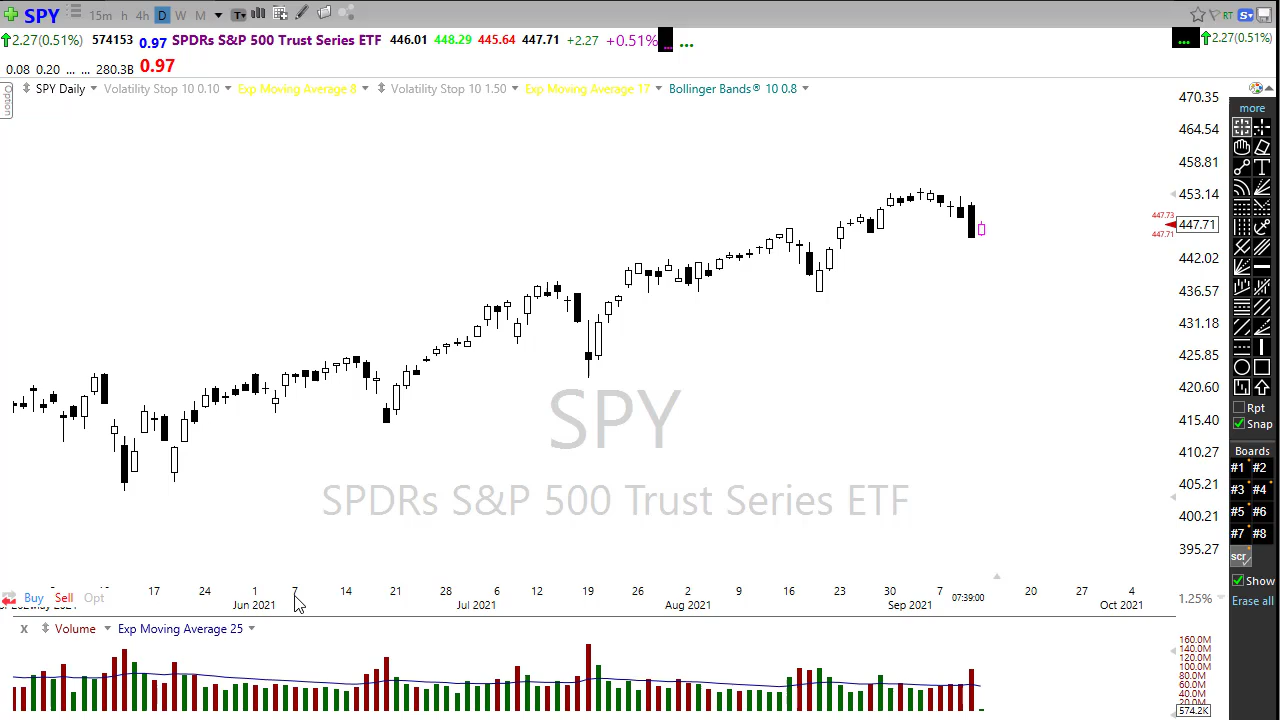 SPY 15m h 4h D W M T RT S
2.27(0.51%) 574153 0.97 SPDRs S&P 500 Trust Series ETF 446.01 448.29 445.64 447.71 +2.27 +0.51% ... ... ... 2.27(0.51%)
0.08 0.20 ... ... 280.3B 0.97
Option
SPY Daily Volatility Stop 10 0.10 Exp Moving Average 8 Volatility Stop 10 1.50 Exp Moving Average 17 Bollinger Bands® 10 0.8
470.35
more
464.54
458.81
453.14
447.73
447.71
447.71
442.02
436.57
431.18
425.85
420.60
415.40
410.27
405.21
400.21
395.27
SPY
SPDRs S&P 500 Trust Series ETF
Rpt
Snap
Boards
#1 #2
#3 #4
#5 #6
#7 #8
scr
Show
Erase all
17 24 1 7 14 21 28 6 12 19 26 2 9 16 23 30 7 20 27 4
Buy Sell Opt 07:39:00 1.25%
Jun 2021 Jul 2021 Aug 2021 Sep 2021 Oct 2021
x Volume Exp Moving Average 25
160.0M
140.0M
120.0M
100.0M
80.0M
60.0M
40.0M
20.0M
574.2K